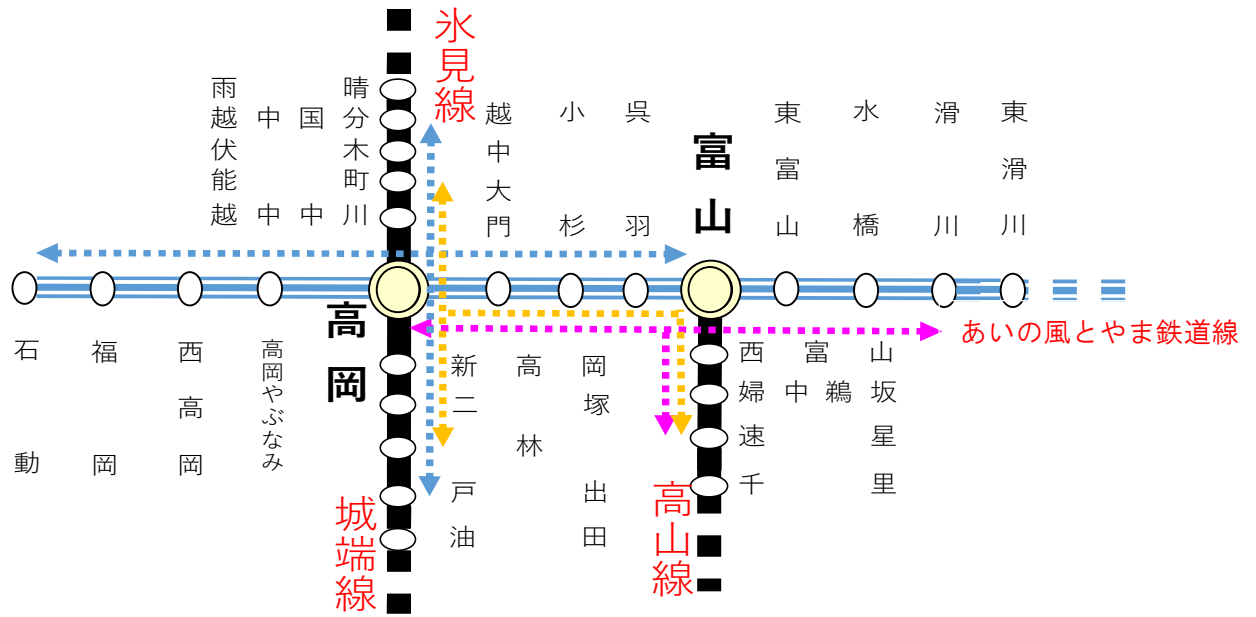 氷見線
雨晴
越中国分
伏木
能町
越中中川
越中大門
小杉
呉羽
富山
東富山
水橋
滑川
東滑川
石動
福岡
西高岡
高岡やぶなみ
高岡
あいの風とやま鉄道線
新高岡
二塚
林
戸出
油田
城端線
西富山
婦中鵜坂
速星
千里
高山線